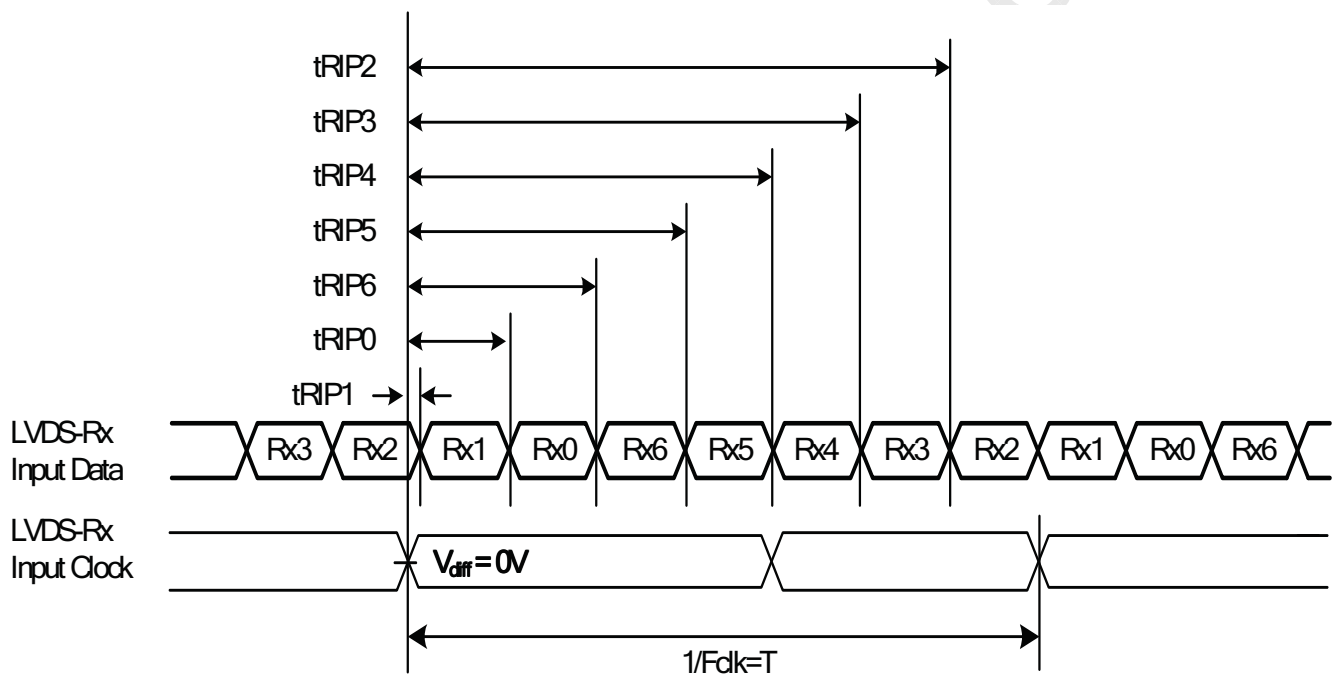 tRIP2
tRIP3
tRIP4
tRIP5
tRIP6
tRIP0
tRIP1
LVDS-Rx
Input Data
Rx3 Rx2 Rx1 Rx0 Rx6 Rx5 Rx4 Rx3 Rx2 Rx1 Rx0 Rx6
LVDS-Rx
Input Clock
Vdiff = 0V
1/Fclk=T